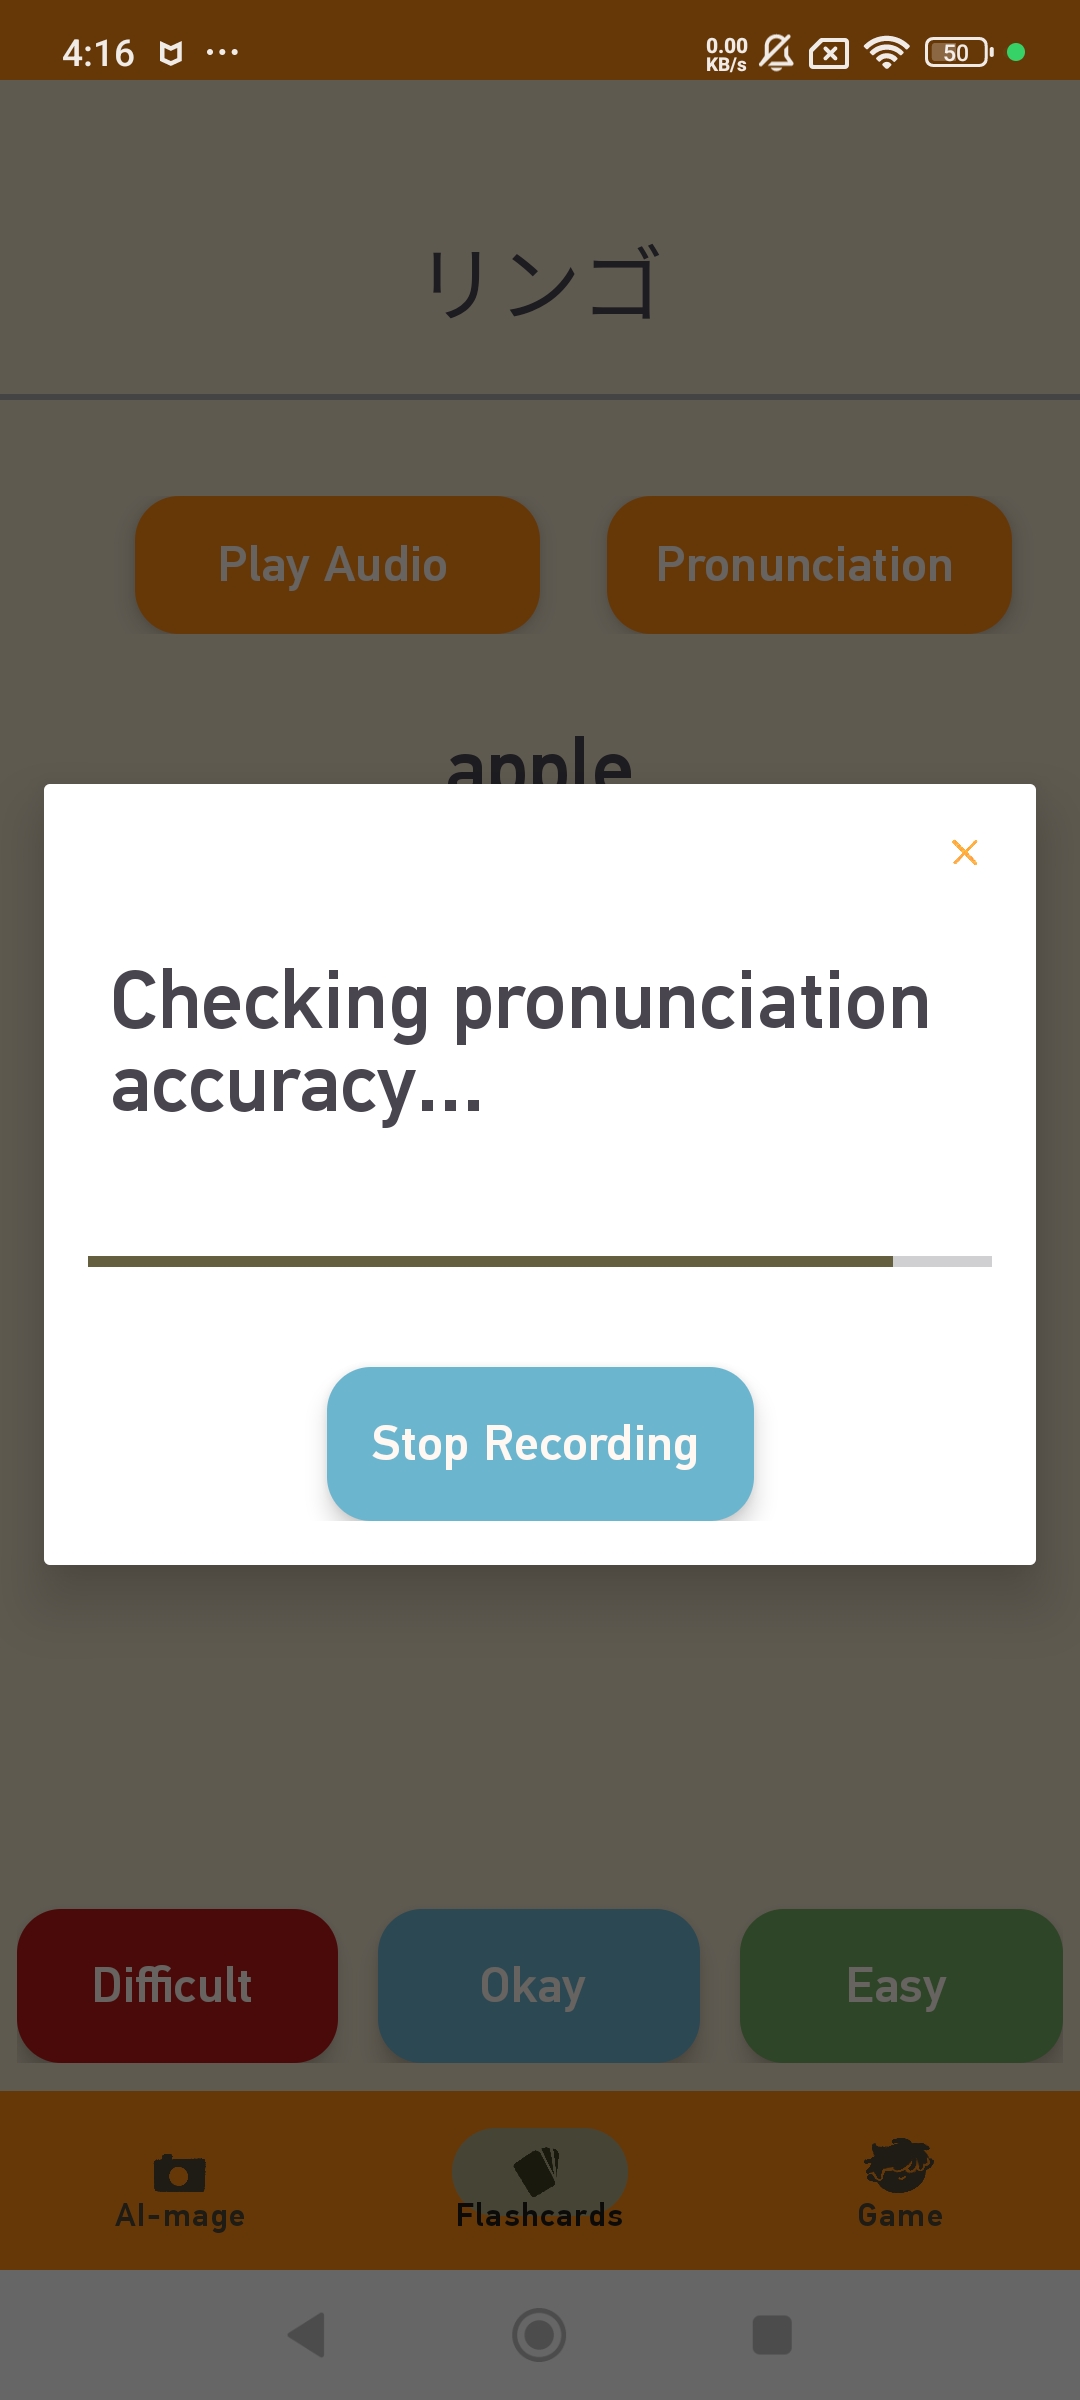 4:16 ...
0.00
KB/s
50
リンゴ
Play Audio
Pronunciation
apple
Checking pronunciation
accuracy...
Stop Recording
Difficult
Okay
Easy
AI-mage
Flashcards
Game